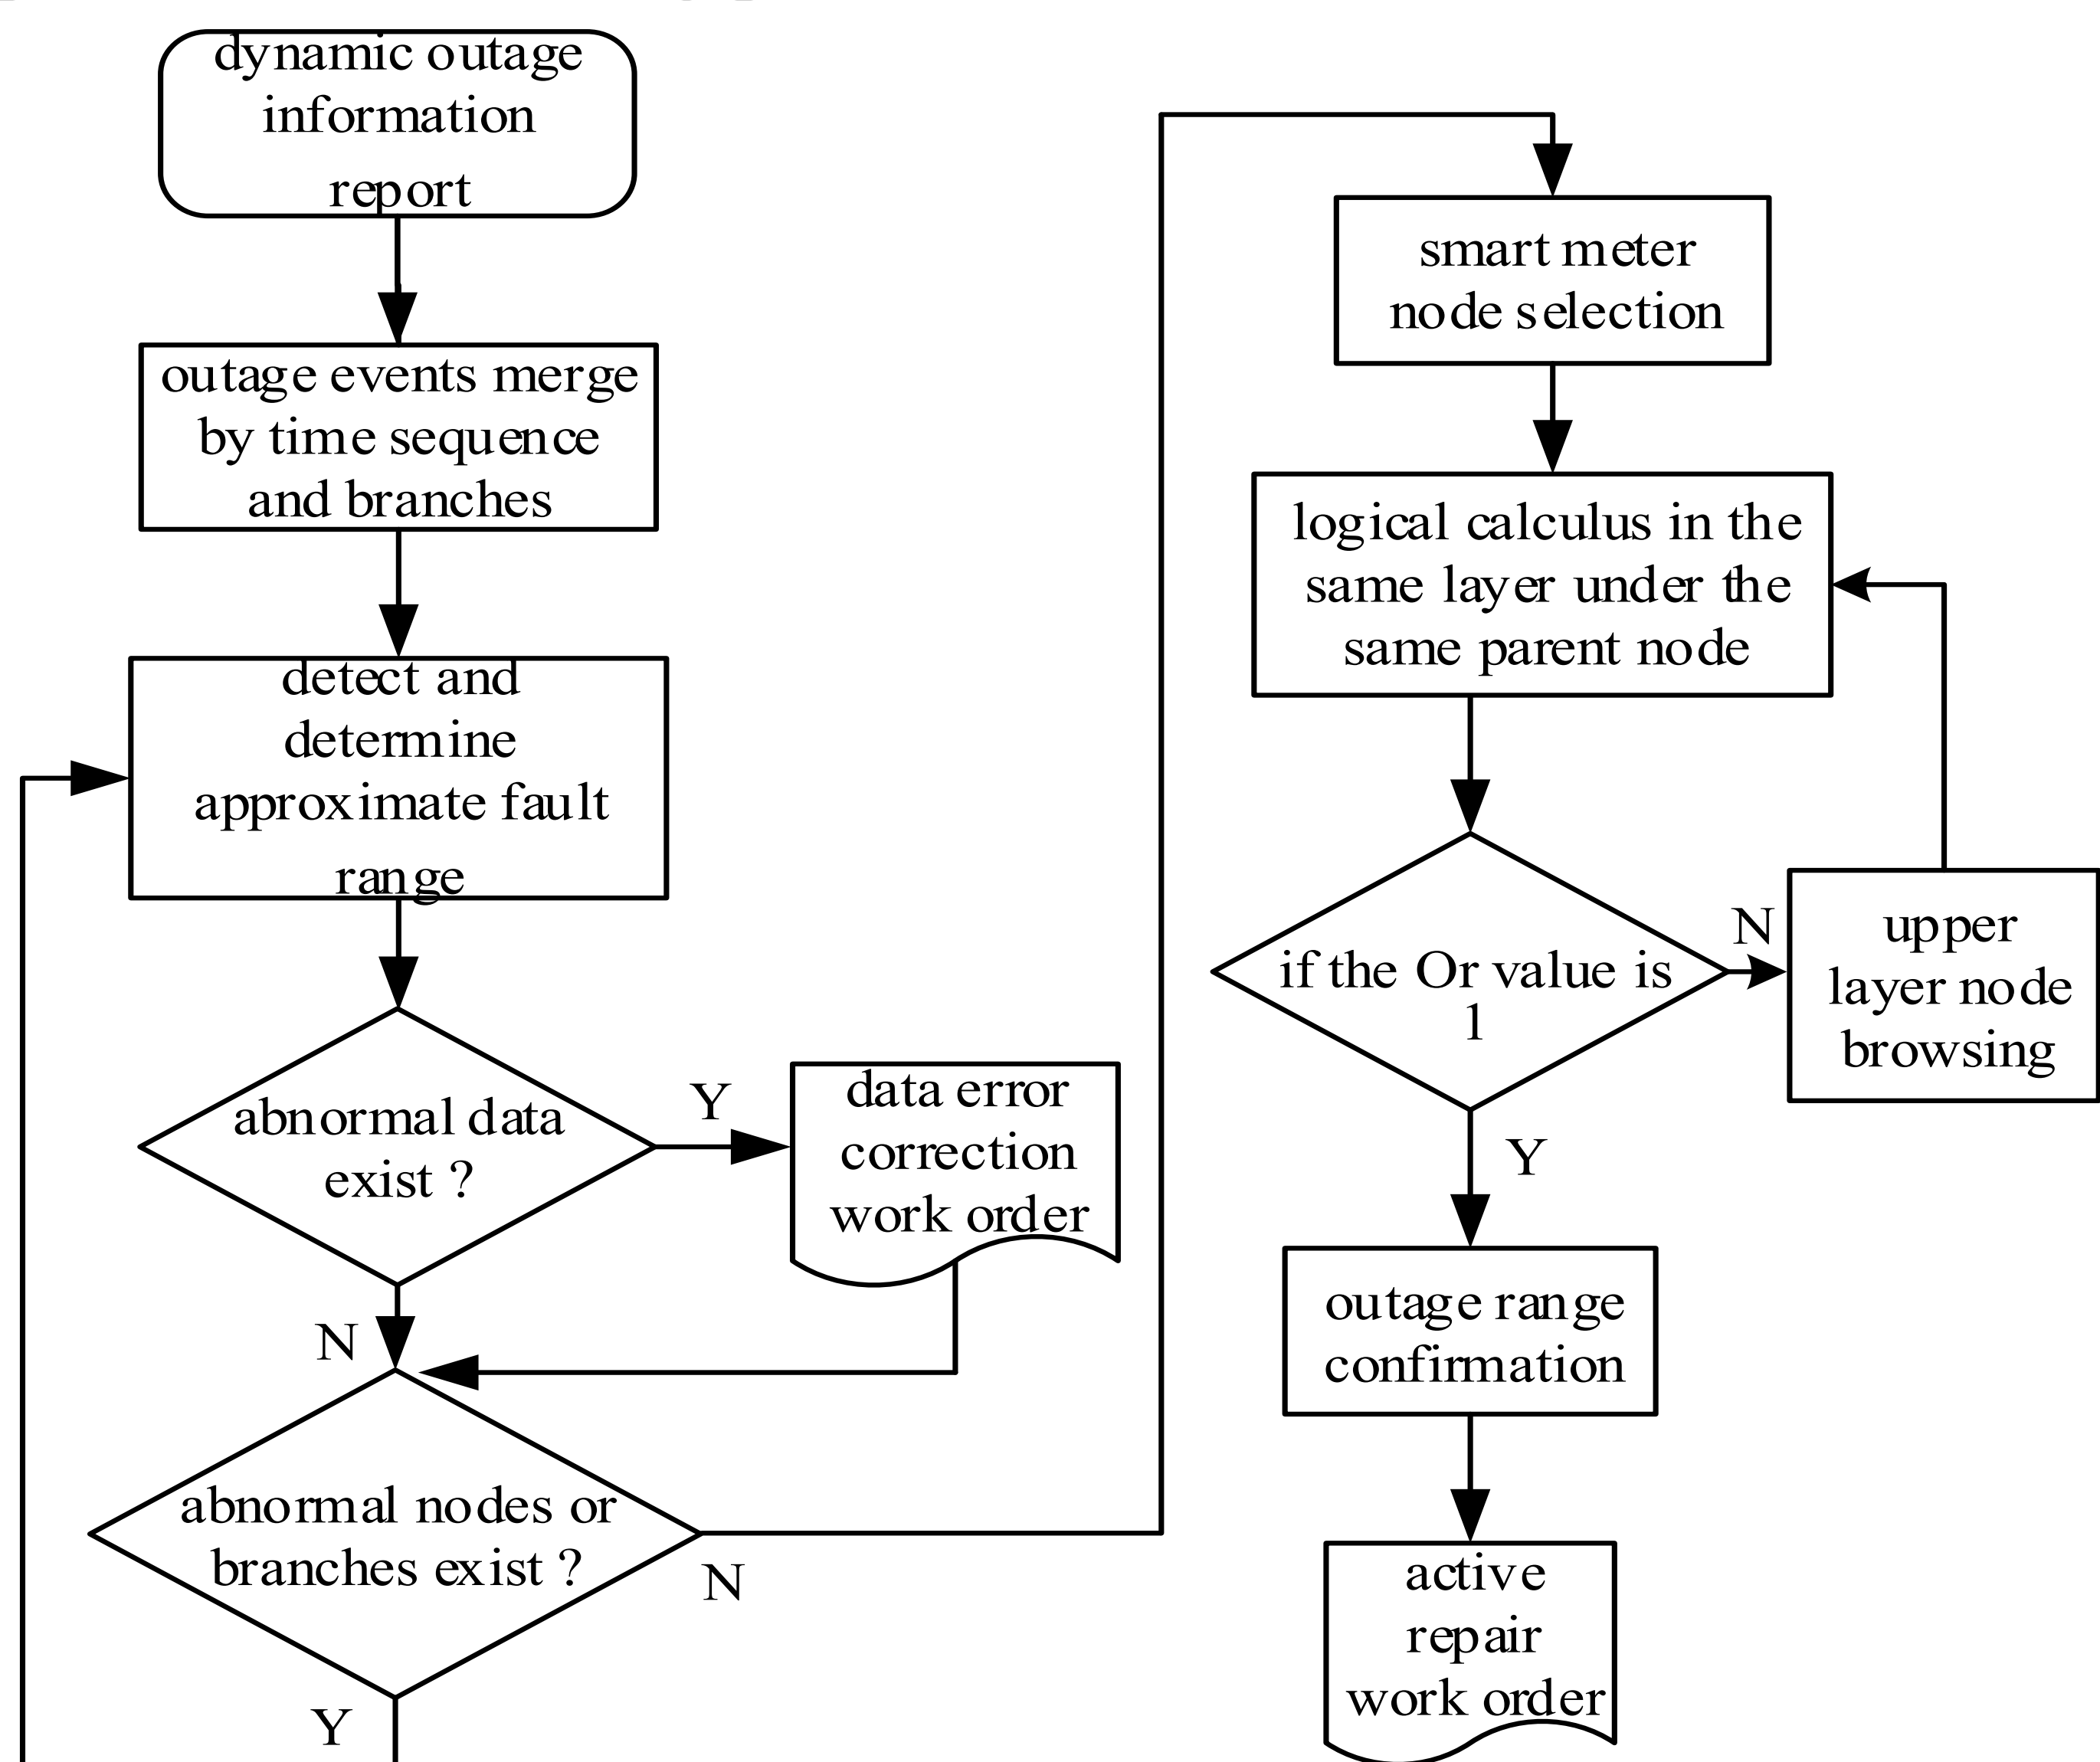 dynamic outage
information
report
outage events merge
by time sequence
and branches
detect and
determine
approximate fault
range
abnormal data
exist ?
Y
data error
correction
work order
N
abnormal nodes or
branches exist ?
N
Y
smart meter
node selection
logical calculus in the
same layer under the
same parent node
if the Or value is
1
N
upper
layer node
browsing
Y
outage range
confirmation
active
repair
work order